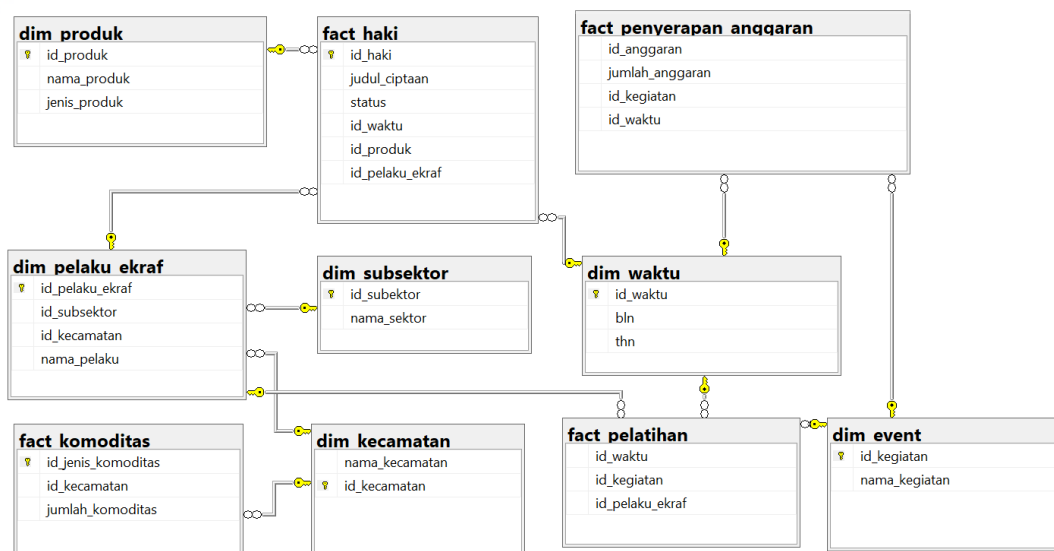 dim_produk
id_produk
nama_produk
jenis_produk
fact_haki
id_haki
judul_ciptaan
status
id_waktu
id_produk
id_pelaku_ekraf
fact_penyerapan_anggaran
id_anggaran
jumlah_anggaran
id_kegiatan
id_waktu
dim_pelaku_ekraf
id_pelaku_ekraf
id_subsektor
id_kecamatan
nama_pelaku
dim_subsektor
id_subektor
nama_sektor
dim_waktu
id_waktu
bln
thn
fact_komoditas
id_jenis_komoditas
id_kecamatan
jumlah_komoditas
dim_kecamatan
nama_kecamatan
id_kecamatan
fact_pelatihan
id_waktu
id_kegiatan
id_pelaku_ekraf
dim_event
id_kegiatan
nama_kegiatan